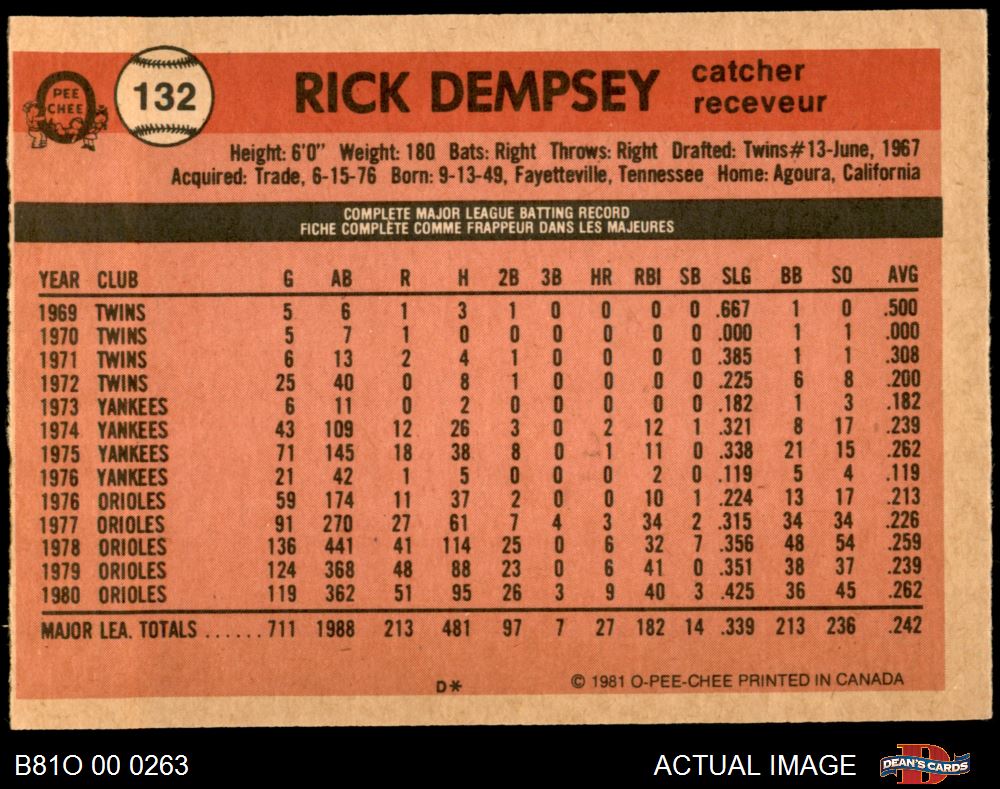 PEE
CHEE
132
RICK DEMPSEY
catcher
receveur
Height: 6'0" Weight: 180 Bats: Right Throws: Right Drafted: Twins#13-June, 1967
Acquired: Trade, 6-15-76 Born: 9-13-49, Fayetteville, Tennessee Home: Agoura, California
COMPLETE MAJOR LEAGUE BATTING RECORD
FICHE COMPLÈTE COMME FRAPPEUR DANS LES MAJEURES
YEAR CLUB G AB R H 2B 3B HR RBI SB SLG BB SO AVG
1969 TWINS 5 6 1 3 1 0 0 0 0 .667 1 0 .500
1970 TWINS 5 7 1 0 0 0 0 0 0 .000 1 1 .000
1971 TWINS 6 13 2 4 1 0 0 0 0 .385 1 1 .308
1972 TWINS 25 40 0 8 1 0 0 0 0 .225 6 8 .200
1973 YANKEES 6 11 0 2 0 0 0 0 0 .182 1 3 .182
1974 YANKEES 43 109 12 26 3 0 2 12 1 .321 8 17 .239
1975 YANKEES 71 145 18 38 8 0 1 11 0 .338 21 15 .262
1976 YANKEES 21 42 1 5 0 0 0 2 0 .119 5 4 .119
1976 ORIOLES 59 174 11 37 2 0 0 10 1 .224 13 17 .213
1977 ORIOLES 91 270 27 61 7 4 3 34 2 .315 34 34 .226
1978 ORIOLES 136 441 41 114 25 0 6 32 7 .356 48 54 .259
1979 ORIOLES 124 368 48 88 23 0 6 41 0 .351 38 37 .239
1980 ORIOLES 119 362 51 95 26 3 9 40 3 .425 36 45 .262
MAJOR LEA. TOTALS ......711 1988 213 481 97 7 27 182 14 .339 213 236 .242
D*
© 1981 O-PEE-CHEE PRINTED IN CANADA
B81O 00 0263
ACTUAL IMAGE
DEAN'S CARDS